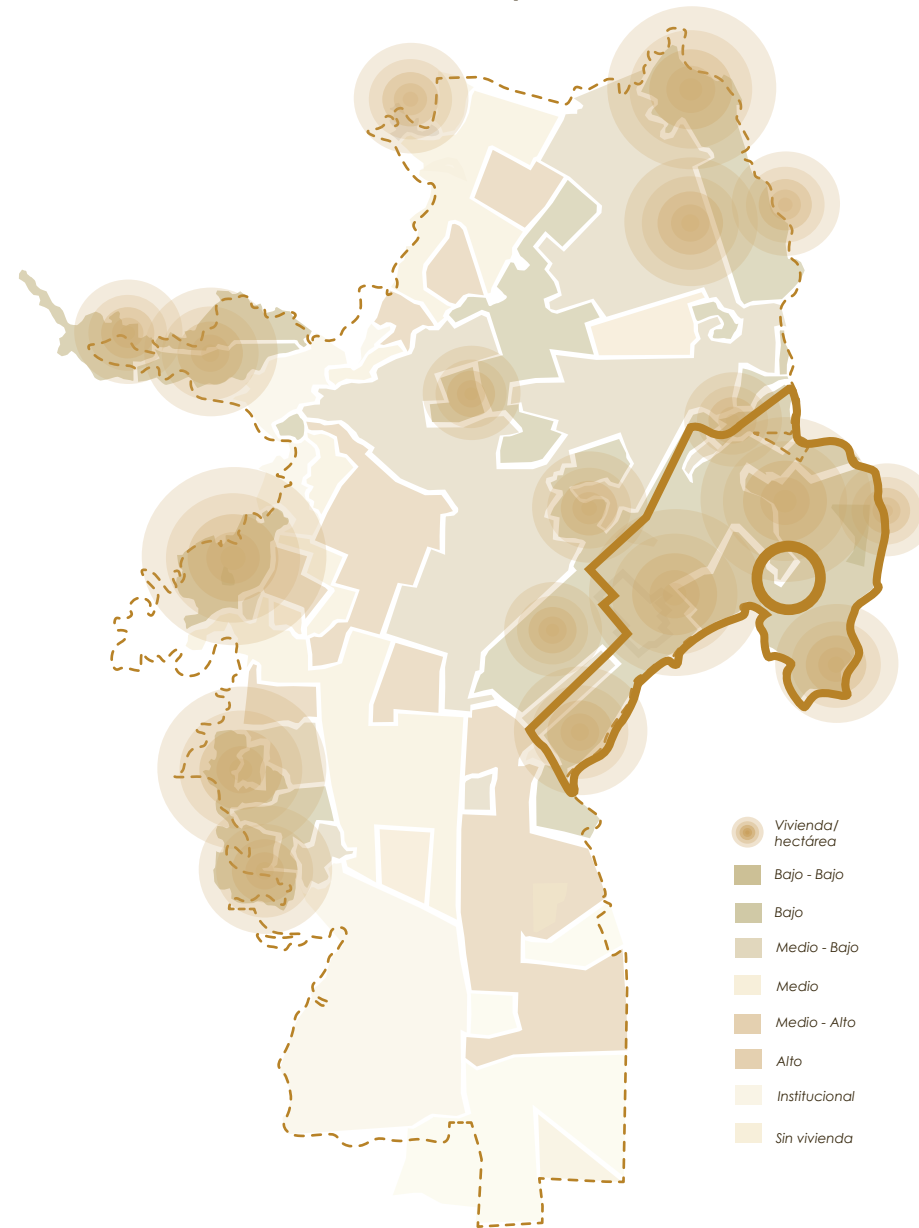 Vivienda/
hectárea
Bajo - Bajo
Bajo
Medio - Bajo
Medio
Medio - Alto
Alto
Institucional
Sin vivienda